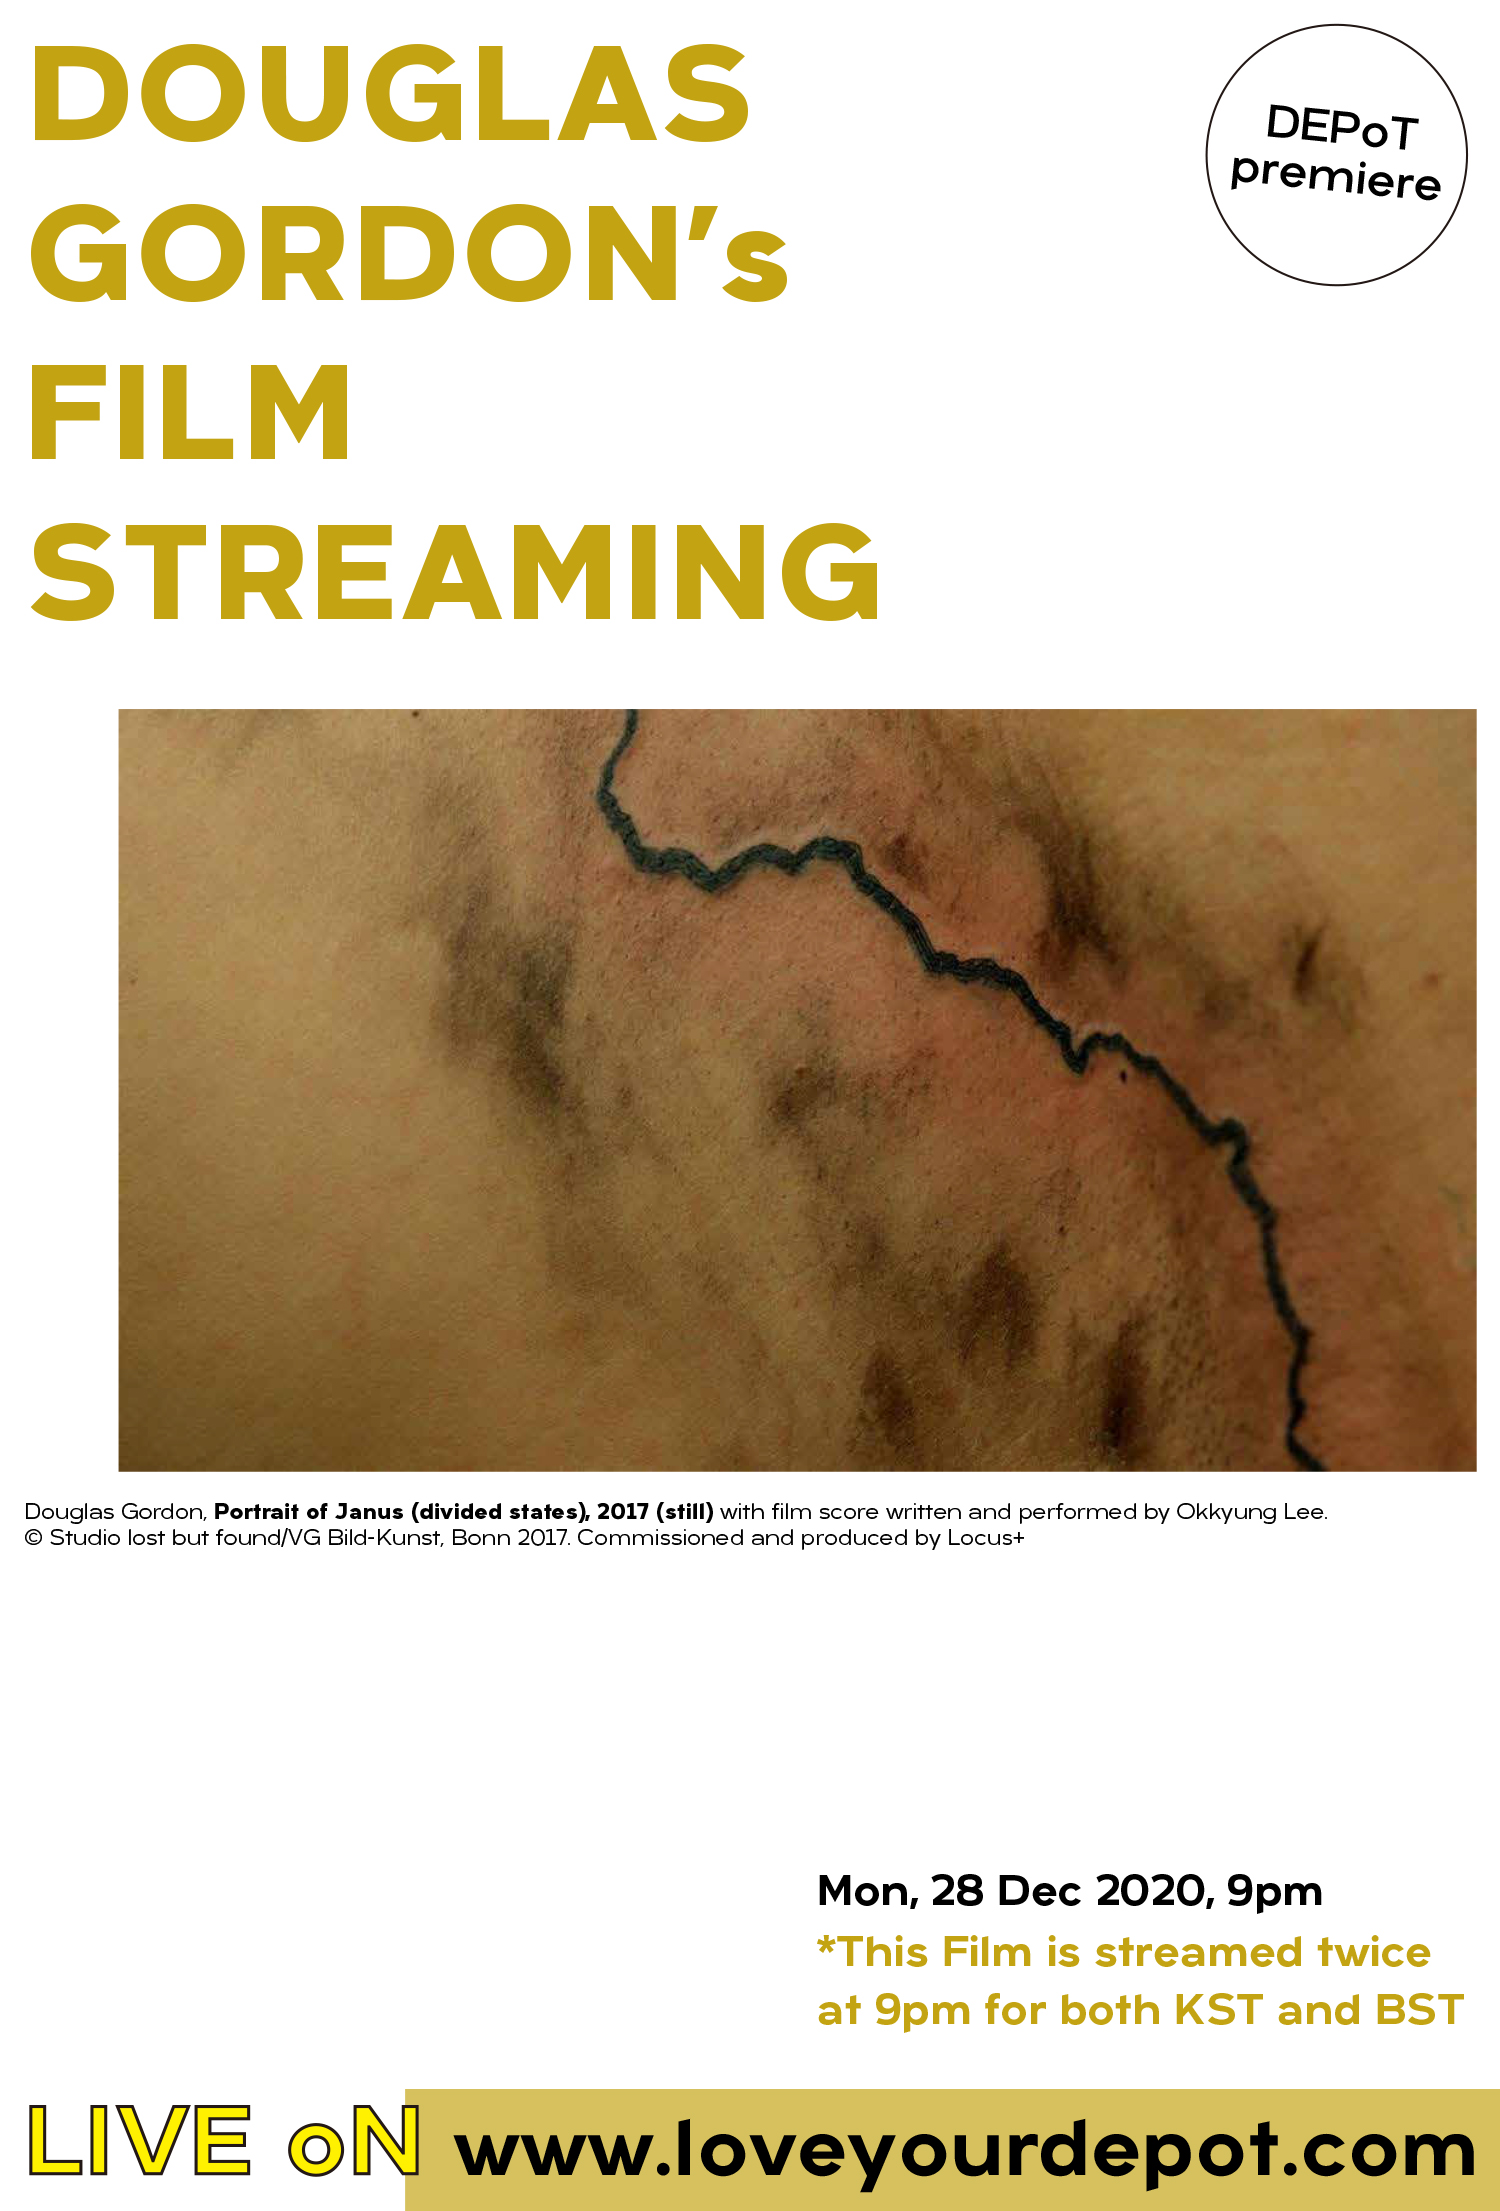 DOUGLAS
GORDON’s
FILM
STREAMING
DEPoT
premiere
Douglas Gordon, Portrait of Janus (divided states), 2017 (still) with film score written and performed by Okkyung Lee.
© Studio lost but found/VG Bild-Kunst, Bonn 2017. Commissioned and produced by Locus+
Mon, 28 Dec 2020, 9pm
*This Film is streamed twice
at 9pm for both KST and BST
LIVE oN www.loveyourdepot.com